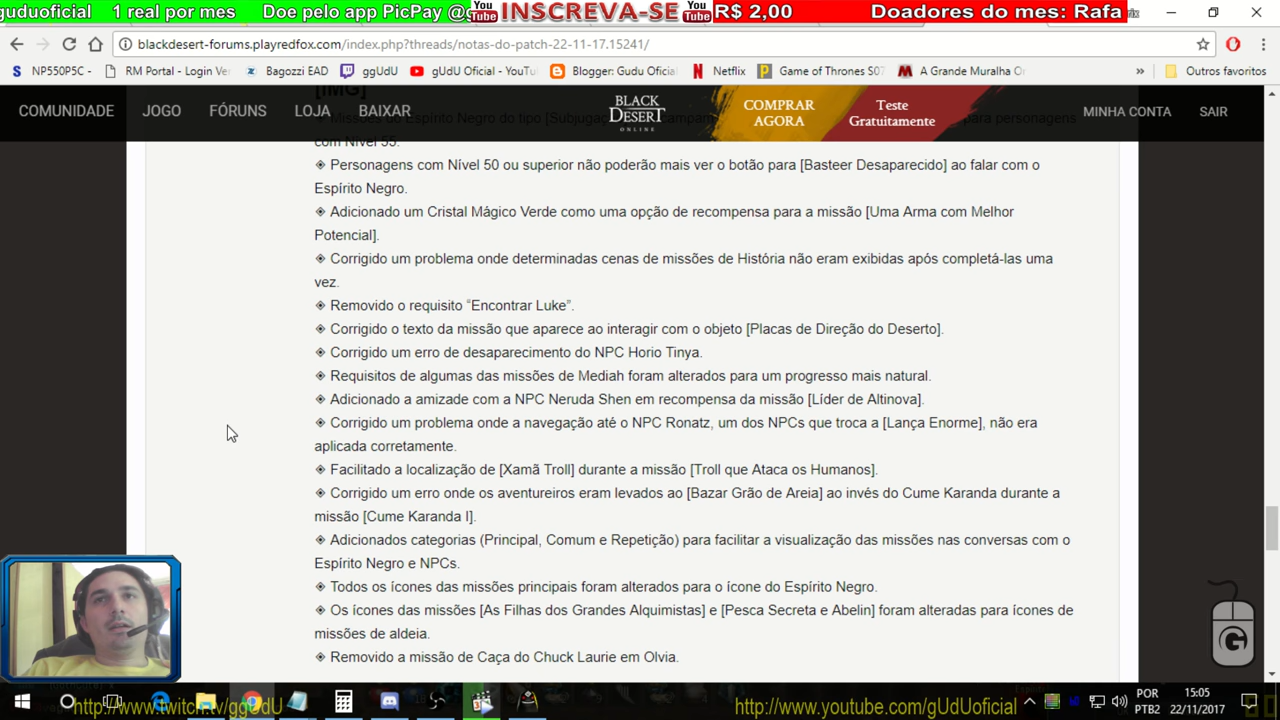 guduoficial 1 real por mes Doe pelo app PicPay @g
You Tube INSCREVA-SE You Tube R$ 2,00 Doadores do mes: Rafa
blackdesert-forums.playredfox.com/index.php?threads/notas-do-patch-22-11-17.15241/
NP550P5C - RM Portal - Login Ve Bagozzi EAD ggUdU gUdU Oficial - YouTu Blogger: Gudu Oficia Netflix Game of Thrones S07 A Grande Muralha O » Outros favoritos
[IMG]
COMUNIDADE JOGO FÓRUNS LOJA BAIXAR BLACK DESERT ONLINE COMPRAR AGORA Teste Gratuitamente MINHA CONTA SAIR
◈ Missões do Espírito Negro do tipo [Subjuga para personagens
com Nível 55.
◈ Personagens com Nível 50 ou superior não poderão mais ver o botão para [Basteer Desaparecido] ao falar com o
Espírito Negro.
◈ Adicionado um Cristal Mágico Verde como uma opção de recompensa para a missão [Uma Arma com Melhor
Potencial].
◈ Corrigido um problema onde determinadas cenas de missões de História não eram exibidas após completá-las uma
vez.
◈ Removido o requisito “Encontrar Luke”.
◈ Corrigido o texto da missão que aparece ao interagir com o objeto [Placas de Direção do Deserto].
◈ Corrigido um erro de desaparecimento do NPC Horio Tinya.
◈ Requisitos de algumas das missões de Mediah foram alterados para um progresso mais natural.
◈ Adicionado a amizade com a NPC Neruda Shen em recompensa da missão [Líder de Altinova].
◈ Corrigido um problema onde a navegação até o NPC Ronatz, um dos NPCs que troca a [Lança Enorme], não era
aplicada corretamente.
◈ Facilitado a localização de [Xamã Troll] durante a missão [Troll que Ataca os Humanos].
◈ Corrigido um erro onde os aventureiros eram levados ao [Bazar Grão de Areia] ao invés do Cume Karanda durante a
missão [Cume Karanda I].
◈ Adicionados categorias (Principal, Comum e Repetição) para facilitar a visualização das missões nas conversas com o
Espírito Negro e NPCs.
◈ Todos os ícones das missões principais foram alterados para o ícone do Espírito Negro.
◈ Os ícones das missões [As Filhas dos Grandes Alquimistas] e [Pesca Secreta e Abelin] foram alteradas para ícones de
missões de aldeia.
◈ Removido a missão de Caça do Chuck Laurie em Olvia.
G
http://www.twitch.tv/ggUdU http://www.youtube.com/gUdUoficial
POR
PTB2
15:05
22/11/2017